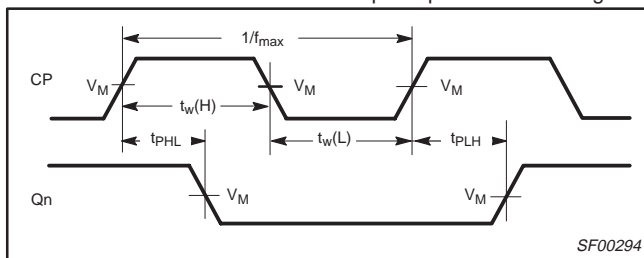 1/fmax
CP
VM VM VM
tw(H)
tPHL tw(L) tPLH
VM VM
Qn
SF00294